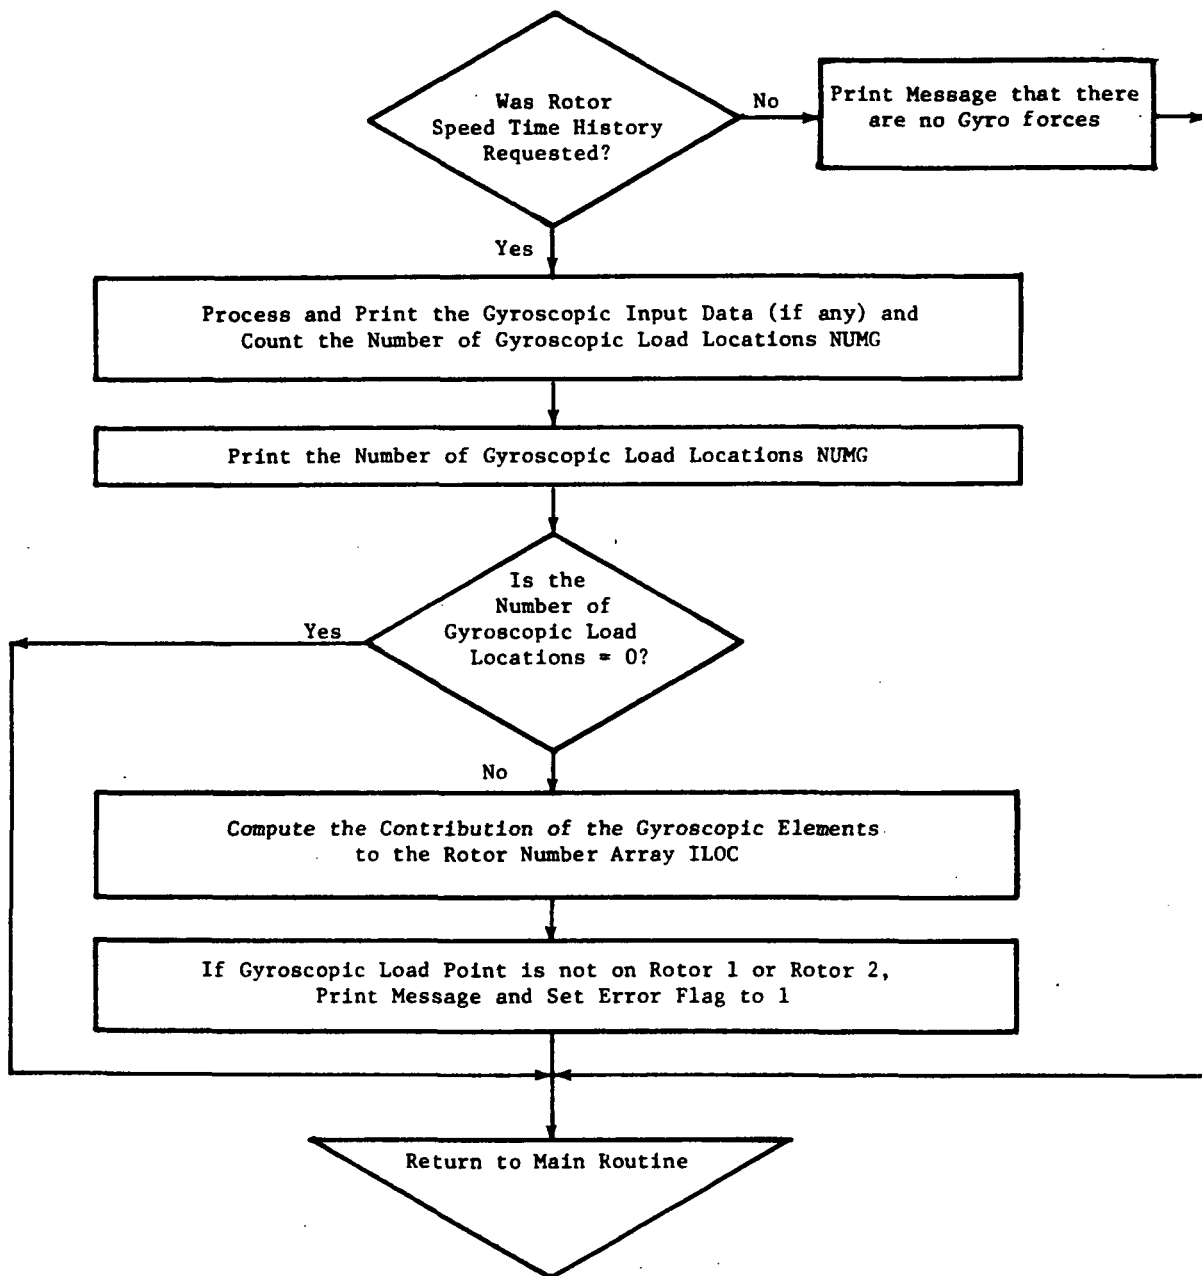 Was Rotor
Speed Time History
Requested?
No
Print Message that there
are no Gyro forces
Yes
Process and Print the Gyroscopic Input Data (if any) and
Count the Number of Gyroscopic Load Locations NUMG
Print the Number of Gyroscopic Load Locations NUMG
Is the
Number of
Gyroscopic Load
Locations = 0?
Yes
No
Compute the Contribution of the Gyroscopic Elements
to the Rotor Number Array ILOC
If Gyroscopic Load Point is not on Rotor 1 or Rotor 2,
Print Message and Set Error Flag to 1
Return to Main Routine